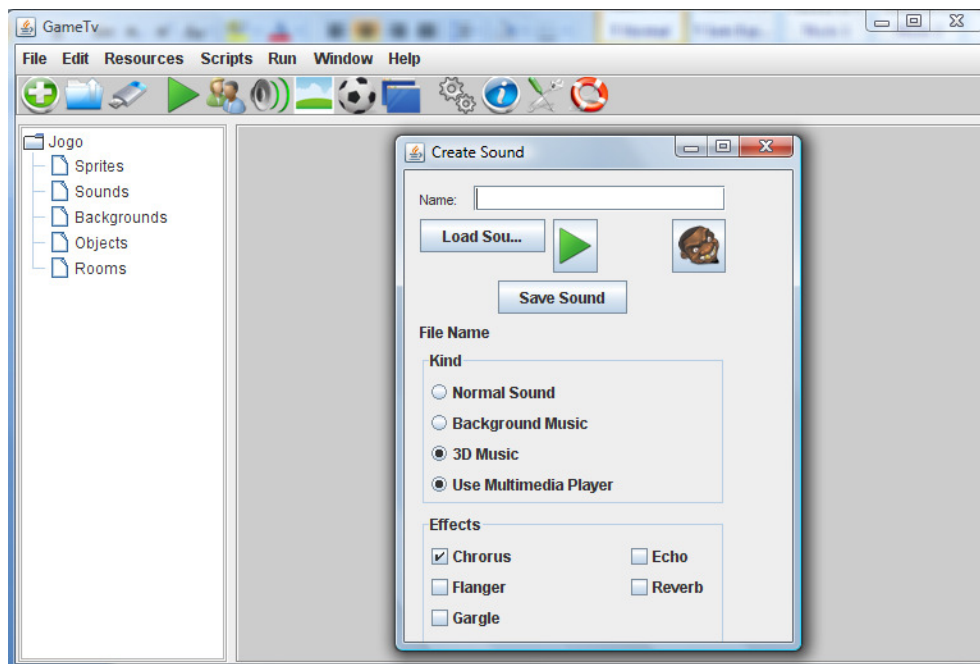 GameTv
File Edit Resources Scripts Run Window Help
Jogo
Sprites
Sounds
Backgrounds
Objects
Rooms
Create Sound
Name:
Load Sou...
Save Sound
File Name
Kind
Normal Sound
Background Music
3D Music
Use Multimedia Player
Effects
Chrorus
Echo
Flanger
Reverb
Gargle